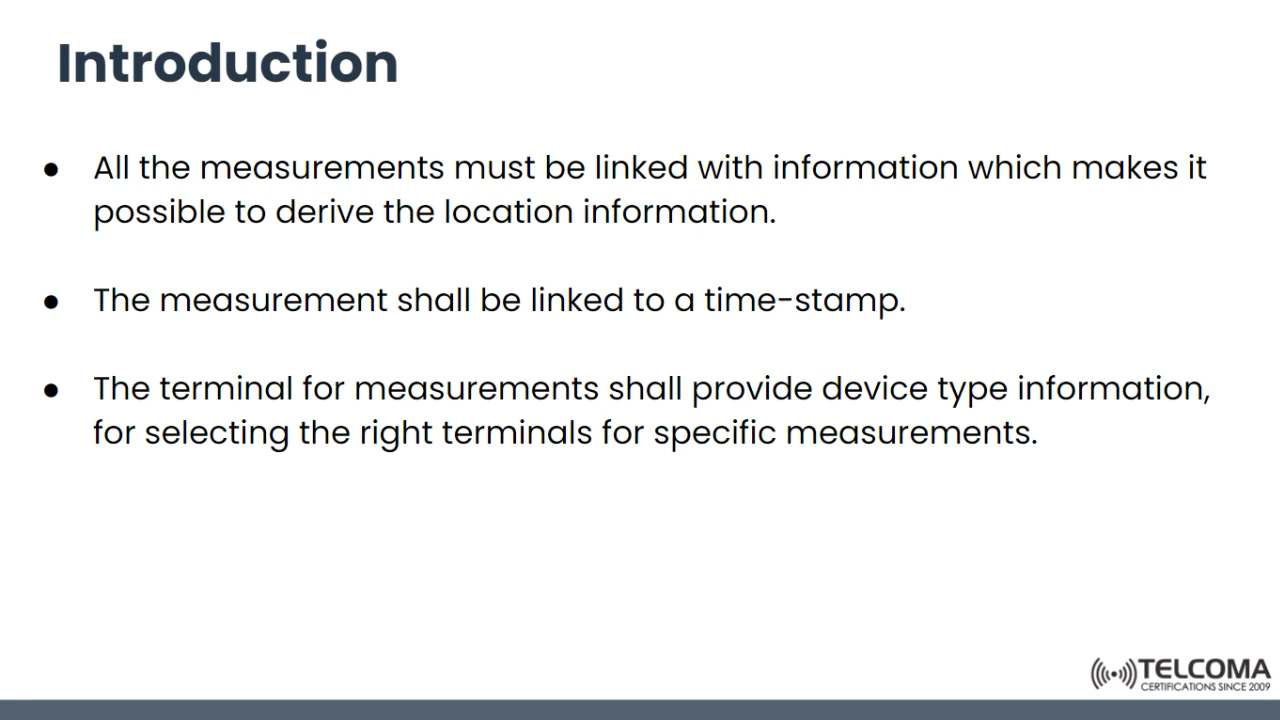 Introduction
● All the measurements must be linked with information which makes it
possible to derive the location information.
● The measurement shall be linked to a time-stamp.
● The terminal for measurements shall provide device type information,
for selecting the right terminals for specific measurements.
TELCOMA
CERTIFICATIONS SINCE 2009